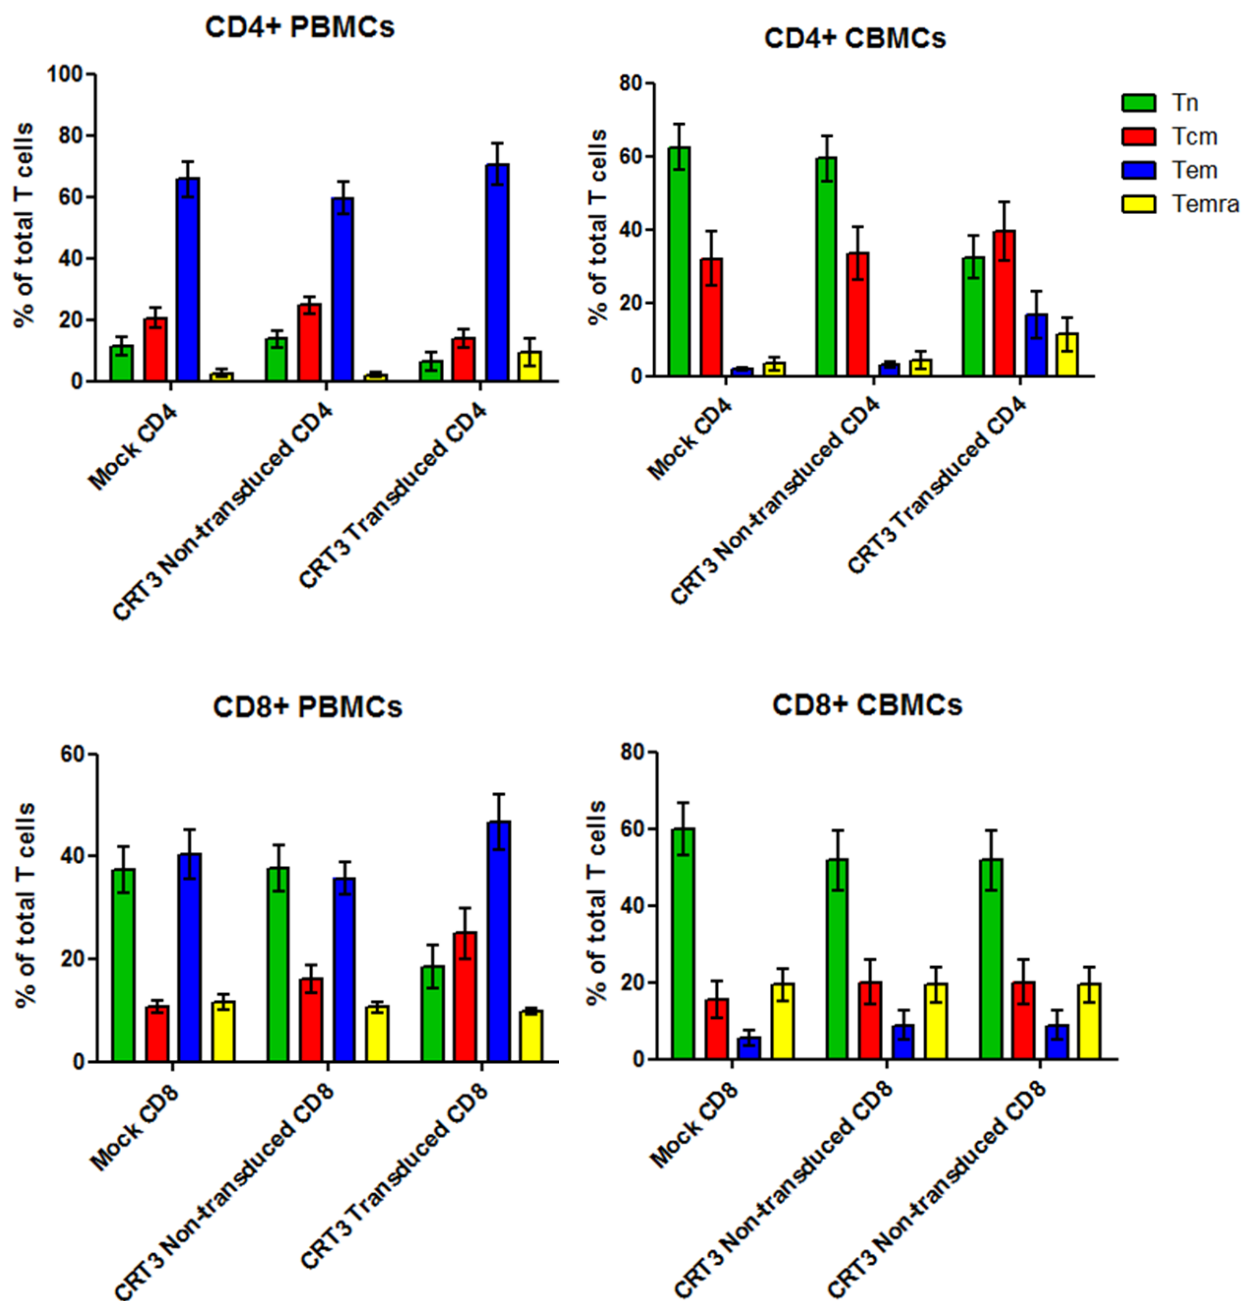 CD4+ PBMCs
% of total T cells
100
80
60
40
20
0
Mock CD4
CRT3 Non-transduced CD4
CRT3 Transduced CD4
CD4+ CBMCs
% of total T cells
80
60
40
20
0
Mock CD4
CRT3 Non-transduced CD4
CRT3 Transduced CD4
Tn
Tcm
Tem
Temra
CD8+ PBMCs
% of total T cells
60
40
20
0
Mock CD8
CRT3 Non-transduced CD8
CRT3 Transduced CD8
CD8+ CBMCs
% of total T cells
80
60
40
20
0
Mock CD8
CRT3 Non-transduced CD8
CRT3 Non-transduced CD8